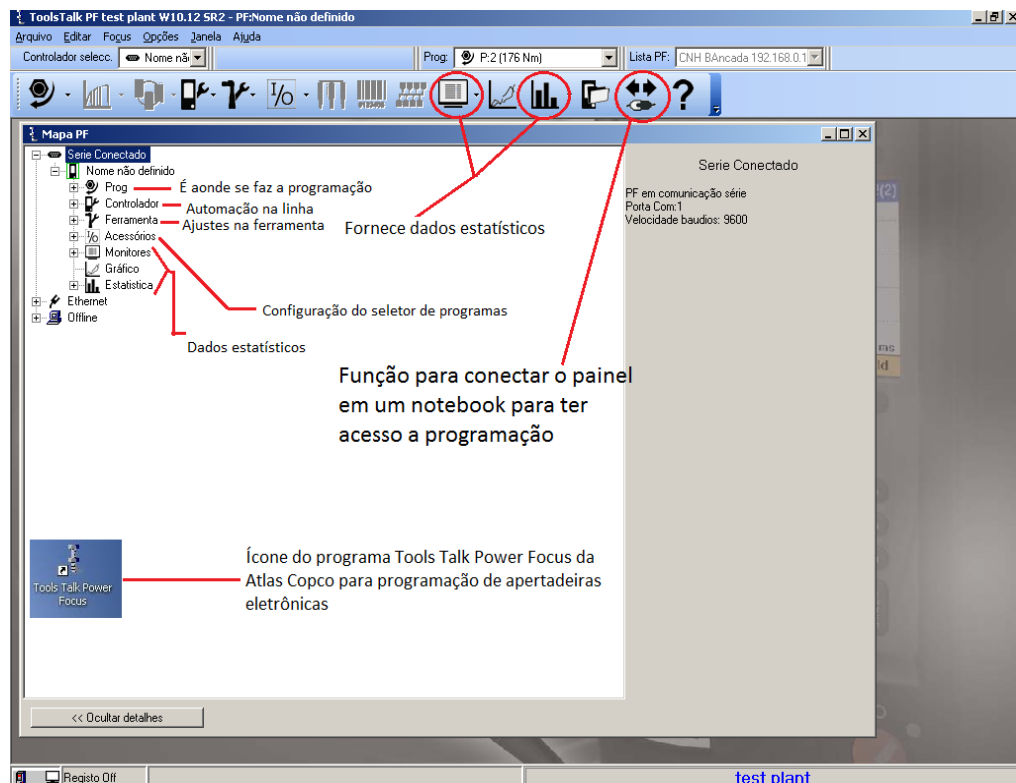 ToolsTalk PF test plant W10.12 SR2 - PF:Nome não definido
Arquivo Editar Focus Opções Janela Ajuda
Controlador selecc. Nome nã Prog: P:2 (176 Nm) Lista PF: CNH BAncada 192.168.0.1
I/O
?
Mapa PF
Serie Conectado
Nome não definido
Prog
É aonde se faz a programação
Controlador
Automação na linha
Ferramenta
Ajustes na ferramenta
Acessórios
Monitores
Gráfico
Estatistica
Ethernet
Offline
Fornece dados estatísticos
Configuração do seletor de programas
Dados estatísticos
Função para conectar o painel
em um notebook para ter
acesso a programação
Serie Conectado
PF em comunicação série
Porta Com:1
Velocidade baudios: 9600
(2)
ms
ld
Tools Talk Power
Focus
Ícone do programa Tools Talk Power Focus da
Atlas Copco para programação de apertadeiras
eletrônicas
<< Ocultar detalhes
Registo Off
test plant